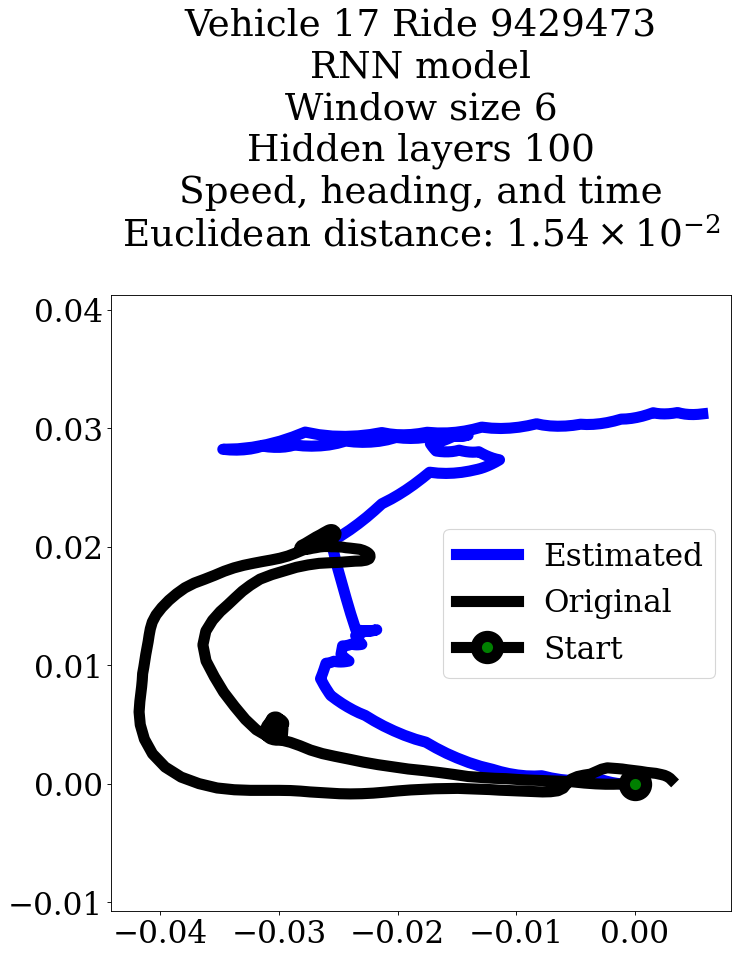 Vehicle 17 Ride 9429473
RNN model
Window size 6
Hidden layers 100
Speed, heading, and time
Euclidean distance: 1.54 × 10⁻²
0.04
0.03
0.02
0.01
0.00
−0.01
Estimated
Original
Start
−0.04 −0.03 −0.02 −0.01 0.00